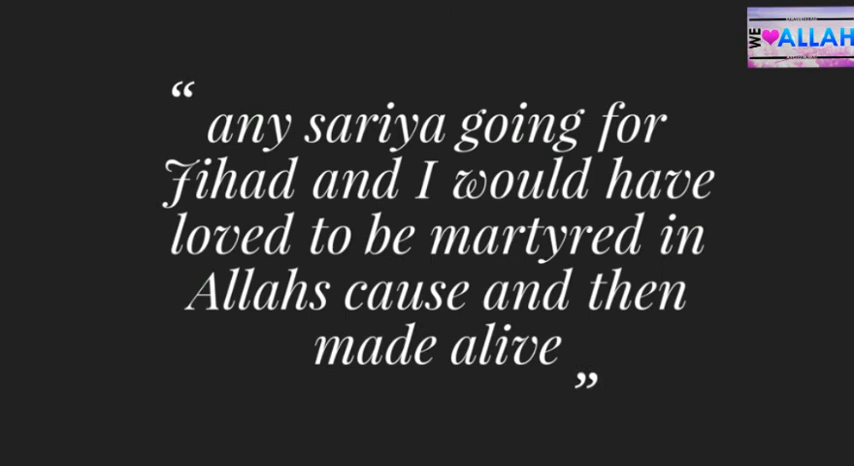 WE ALLAH
“
any sariya going for
Jihad and I would have
loved to be martyred in
Allahs cause and then
made alive
”